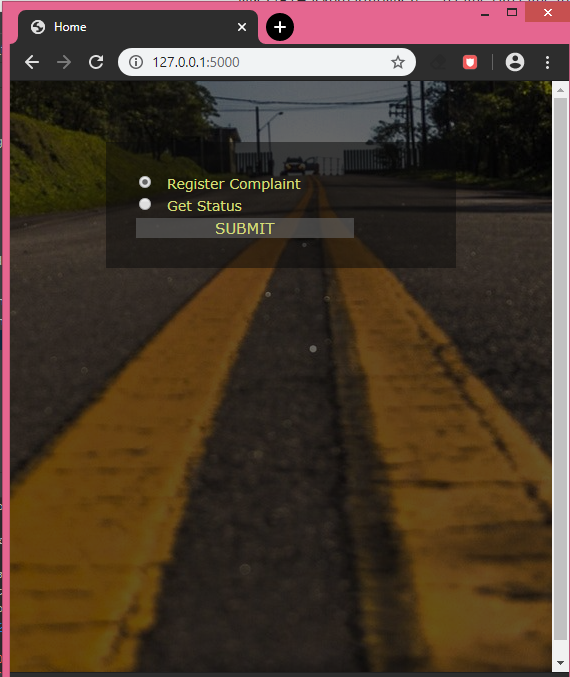 Home
127.0.0.1:5000
Register Complaint
Get Status
SUBMIT